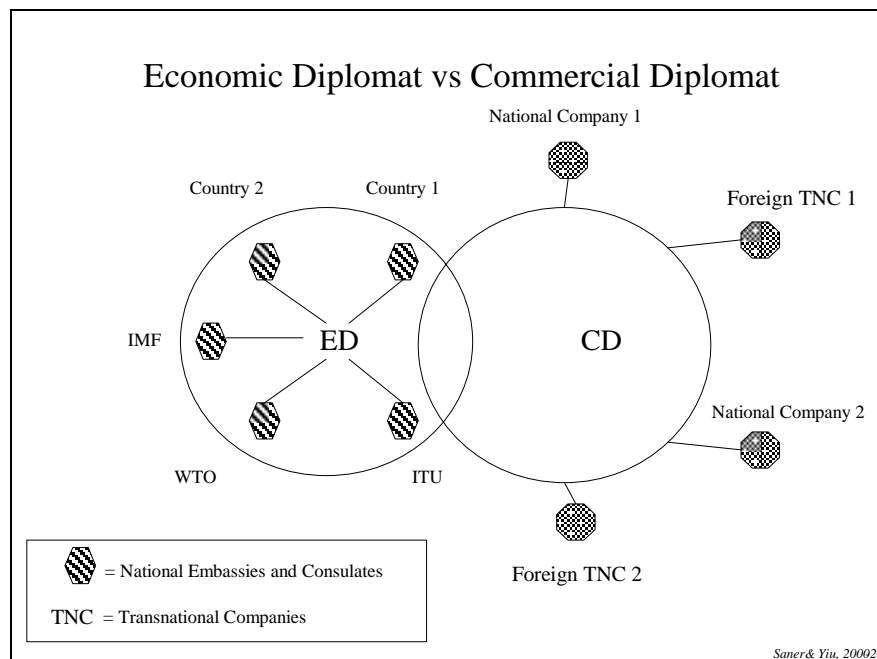 Economic Diplomat vs Commercial Diplomat
National Company 1
Country 2
Country 1
Foreign TNC 1
IMF
ED
CD
National Company 2
WTO
ITU
Foreign TNC 2
= National Embassies and Consulates
TNC = Transnational Companies
Saner& Yiu, 20002